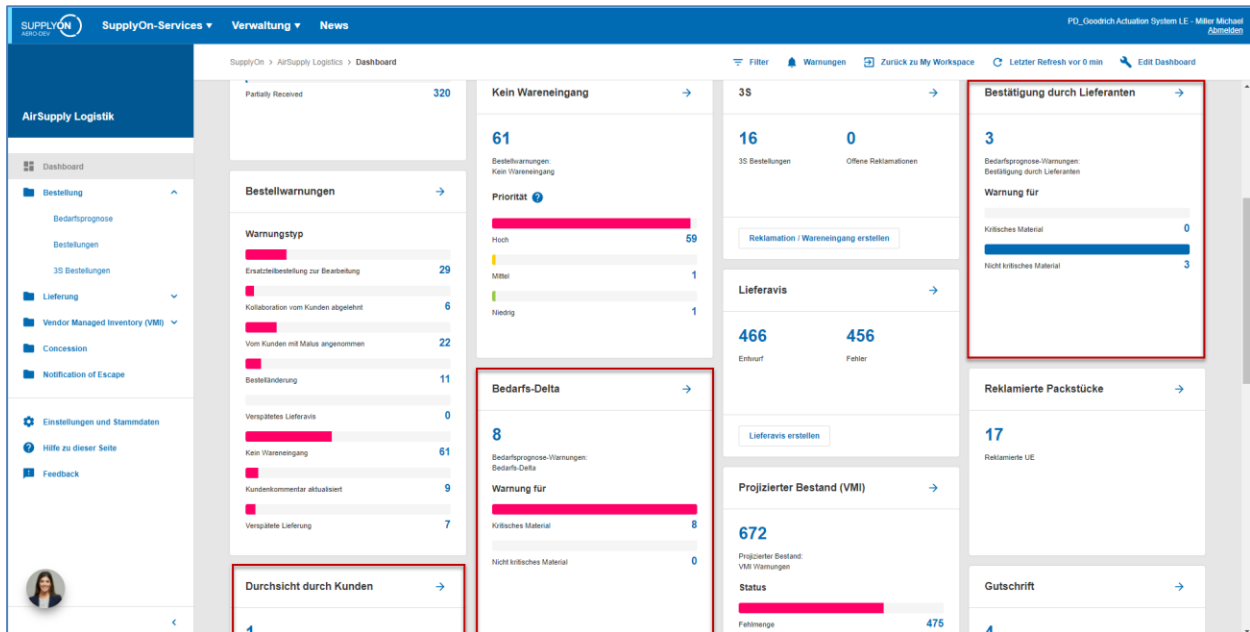 SUPPLYON
AERO-DEV
SupplyOn-Services
Verwaltung
News
PD_Goodrich Actuation System LE - Miller Michael
Abmelden
SupplyOn > AirSupply Logistics > Dashboard
Filter
Warnungen
Zurück zu My Workspace
Letzter Refresh vor 0 min
Edit Dashboard
AirSupply Logistik
Dashboard
Bestellung
Bedarfsprognose
Bestellungen
3S Bestellungen
Lieferung
Vendor Managed Inventory (VMI)
Concession
Notification of Escape
Einstellungen und Stammdaten
Hilfe zu dieser Seite
Feedback
Partially Received 320
Bestellwarnungen
Warnungstyp
Ersatzteilbestellung zur Bearbeitung 29
Kollaboration vom Kunden abgelehnt 6
Vom Kunden mit Malus angenommen 22
Bestelländerung 11
Verspätetes Lieferavis 0
Kein Wareneingang 61
Kundenkommentar aktualisiert 9
Verspätete Lieferung 7
Durchsicht durch Kunden
1
Kein Wareneingang
61
Bestellwarnungen:
Kein Wareneingang
Priorität ?
Hoch 59
Mittel 1
Niedrig 1
Bedarfs-Delta
8
Bedarfsprognose-Warnungen:
Bedarfs-Delta
Warnung für
Kritisches Material 8
Nicht kritisches Material 0
3S
16 0
3S Bestellungen Offene Reklamationen
Reklamation / Wareneingang erstellen
Lieferavis
466 456
Entwurf Fehler
Lieferavis erstellen
Projizierter Bestand (VMI)
672
Projizierter Bestand:
VMI Warnungen
Status
Fehlmenge 475
Bestätigung durch Lieferanten
3
Bedarfsprognose-Warnungen:
Bestätigung durch Lieferanten
Warnung für
Kritisches Material 0
Nicht kritisches Material 3
Reklamierte Packstücke
17
Reklamierte UE
Gutschrift
4